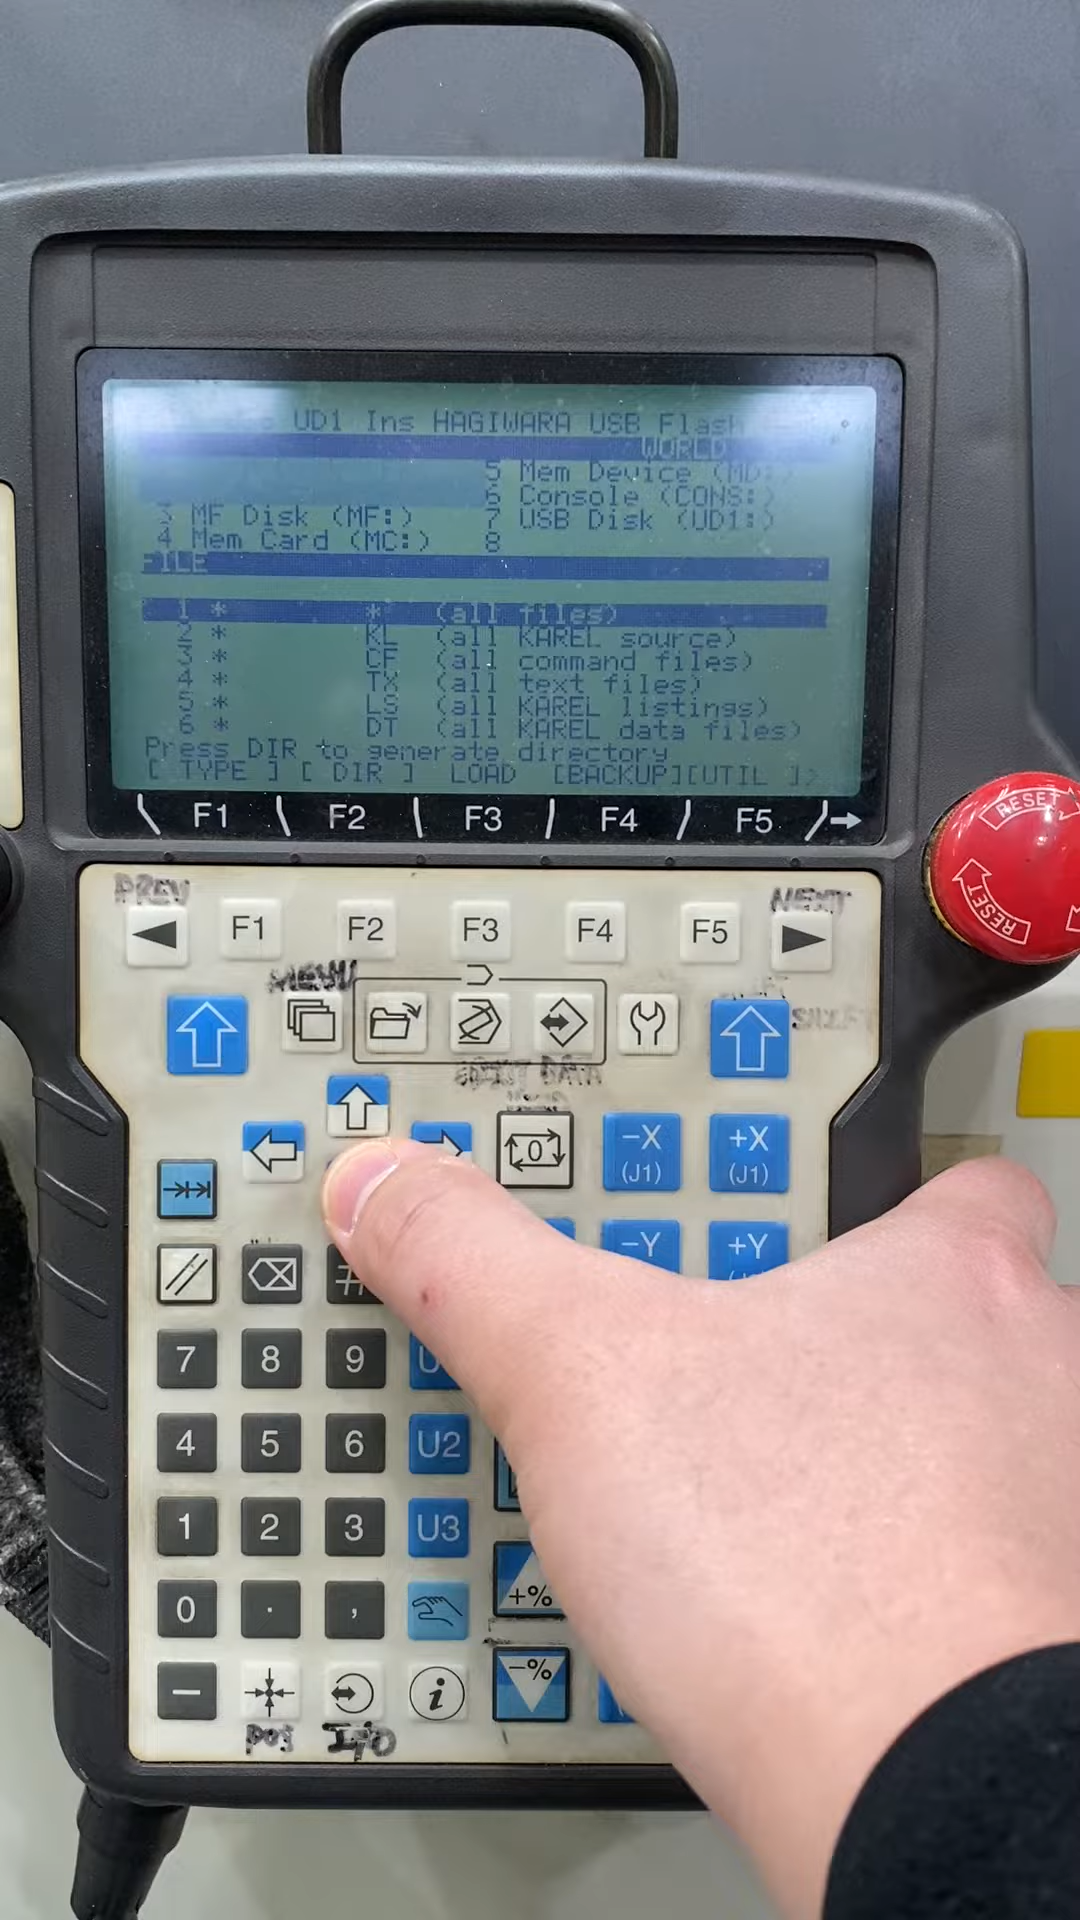 UD1 Ins HAGIWARA USB Flash
WORLD
5 Mem Device (MD:)
6 Console (CONS:)
3 MF Disk (MF:) 7 USB Disk (UD1:)
4 Mem Card (MC:) 8
FILE
1 * * (all files)
2 * KL (all KAREL source)
3 * CF (all command files)
4 * TX (all text files)
5 * LS (all KAREL listings)
6 * DT (all KAREL data files)
Press DIR to generate directory
[ TYPE ] [ DIR ] LOAD [BACKUP][UTIL ]>
F1 F2 F3 F4 F5
RESET
RESET
PREV
NEXT
F1 F2 F3 F4 F5
MENU
SHIFT
EDIT DATA
0
-X (J1)
+X (J1)
-Y
+Y
7 8 9
4 5 6 U2
1 2 3 U3
0 . ,
+%
- i -%
POS I/O